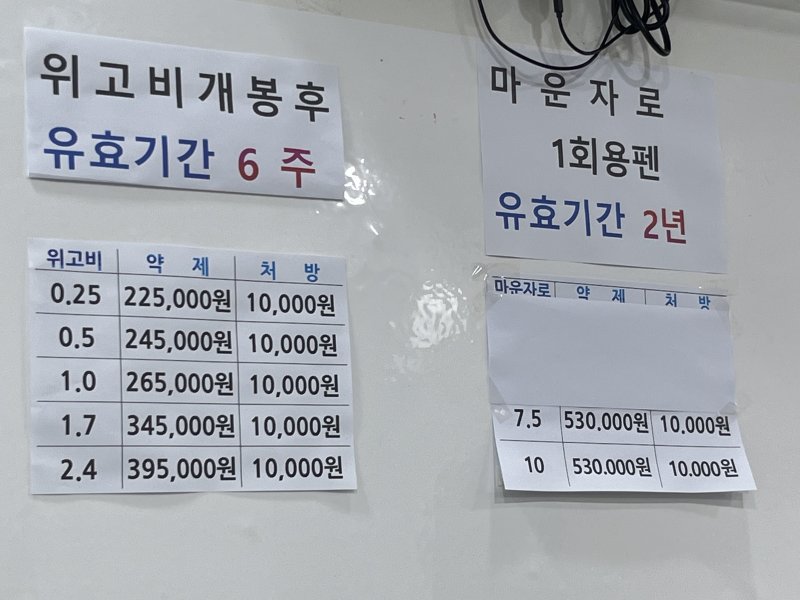 위고비개봉후
유효기간 6 주
마운자로
1회용펜
유효기간 2년
위고비 약 제 처 방
0.25 225,000원 10,000원
0.5 245,000원 10,000원
1.0 265,000원 10,000원
1.7 345,000원 10,000원
2.4 395,000원 10,000원
마운자로 약 제 처 방
7.5 530,000원 10,000원
10 530.000원 10.000원